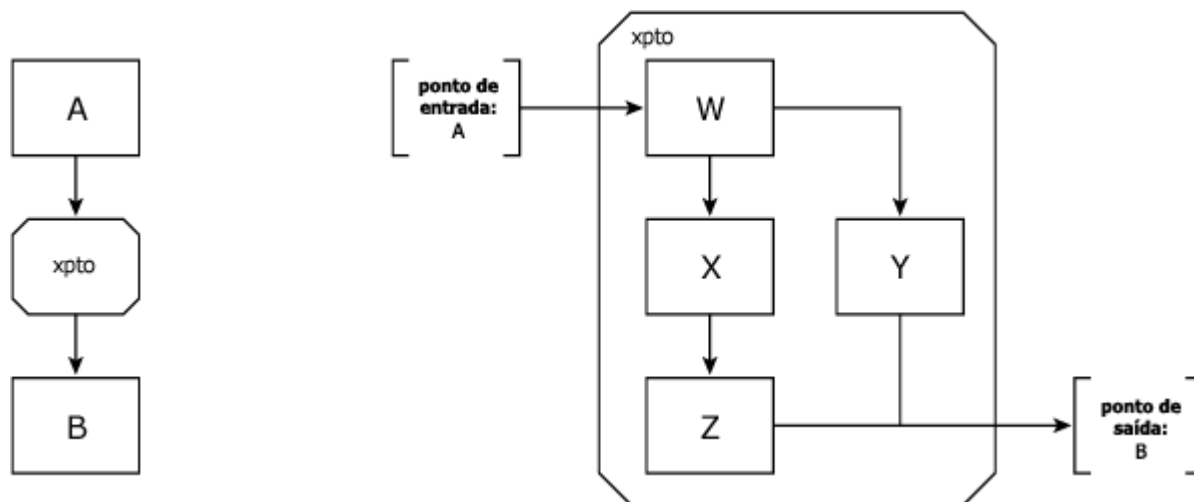 A
xpto
B
ponto de
entrada:
A
xpto
W
X
Y
Z
ponto de
saída:
B